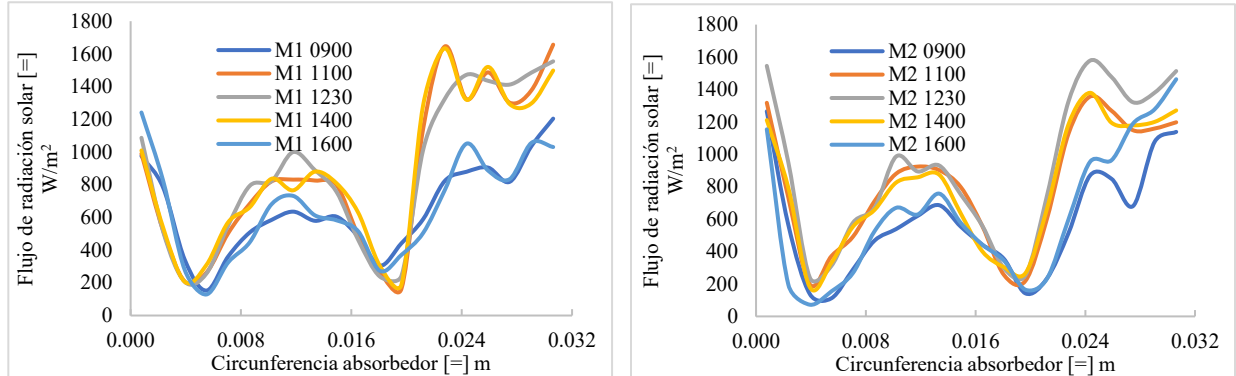 1800
1600
1400
1200
1000
800
600
400
200
0
Flujo de radiación solar [=]
W/m²
M1 0900
M1 1100
M1 1230
M1 1400
M1 1600
0.000 0.008 0.016 0.024 0.032
Circunferencia absorbedor [=] m
1800
1600
1400
1200
1000
800
600
400
200
0
Flujo de radiación solar [=]
W/m²
M2 0900
M2 1100
M2 1230
M2 1400
M2 1600
0.000 0.008 0.016 0.024 0.032
Circunferencia absorbedor [=] m